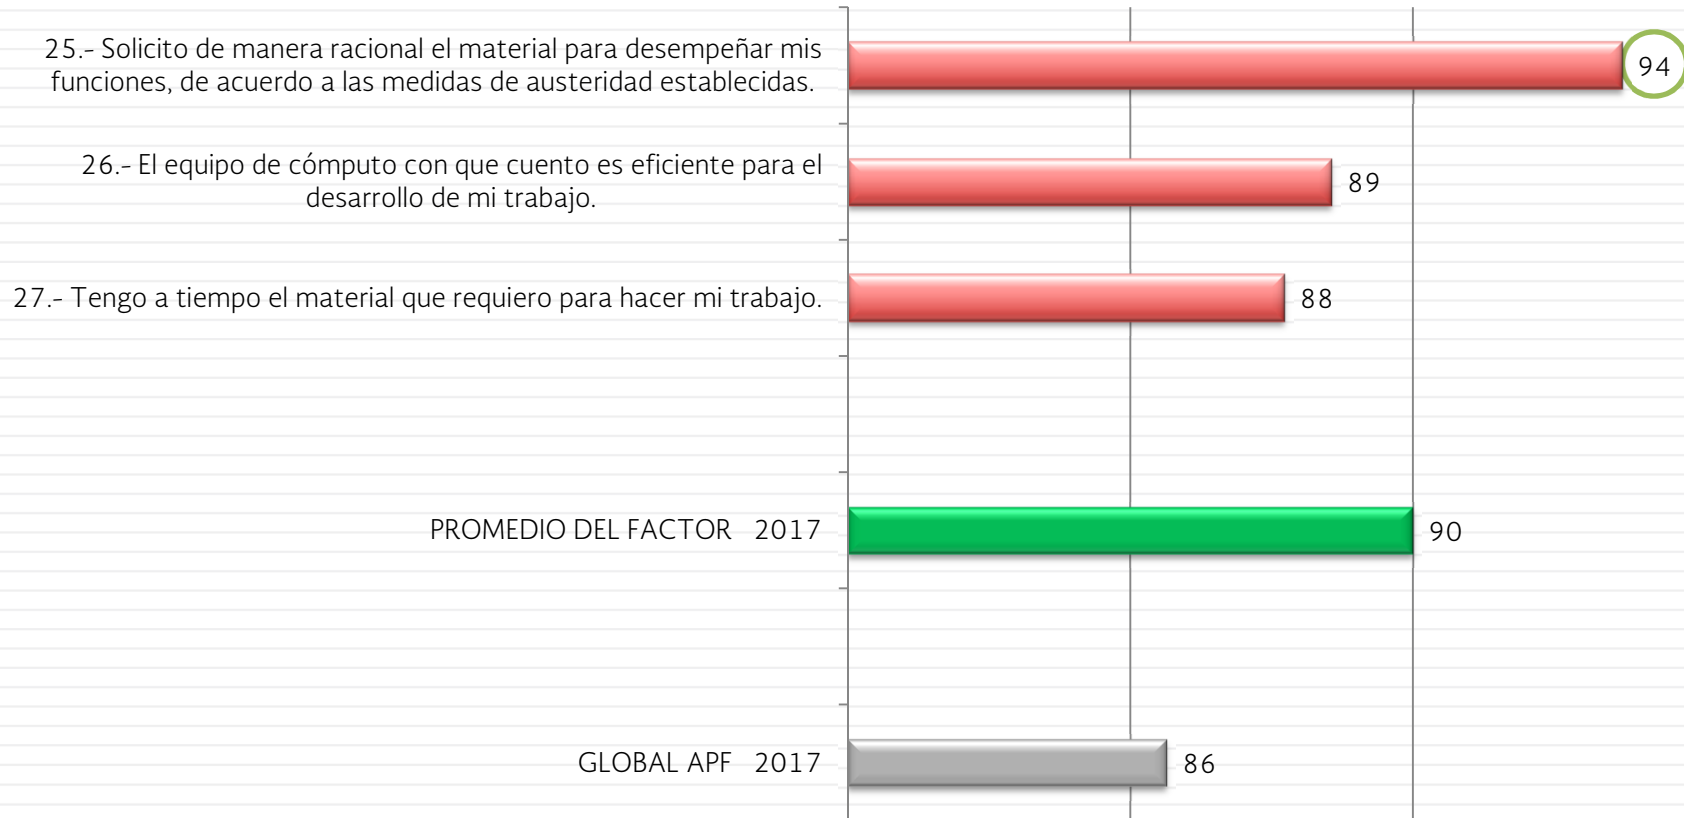 25.- Solicito de manera racional el material para desempeñar mis
funciones, de acuerdo a las medidas de austeridad establecidas.
94
26.- El equipo de cómputo con que cuento es eficiente para el
desarrollo de mi trabajo.
89
27.- Tengo a tiempo el material que requiero para hacer mi trabajo.
88
PROMEDIO DEL FACTOR 2017
90
GLOBAL APF 2017
86